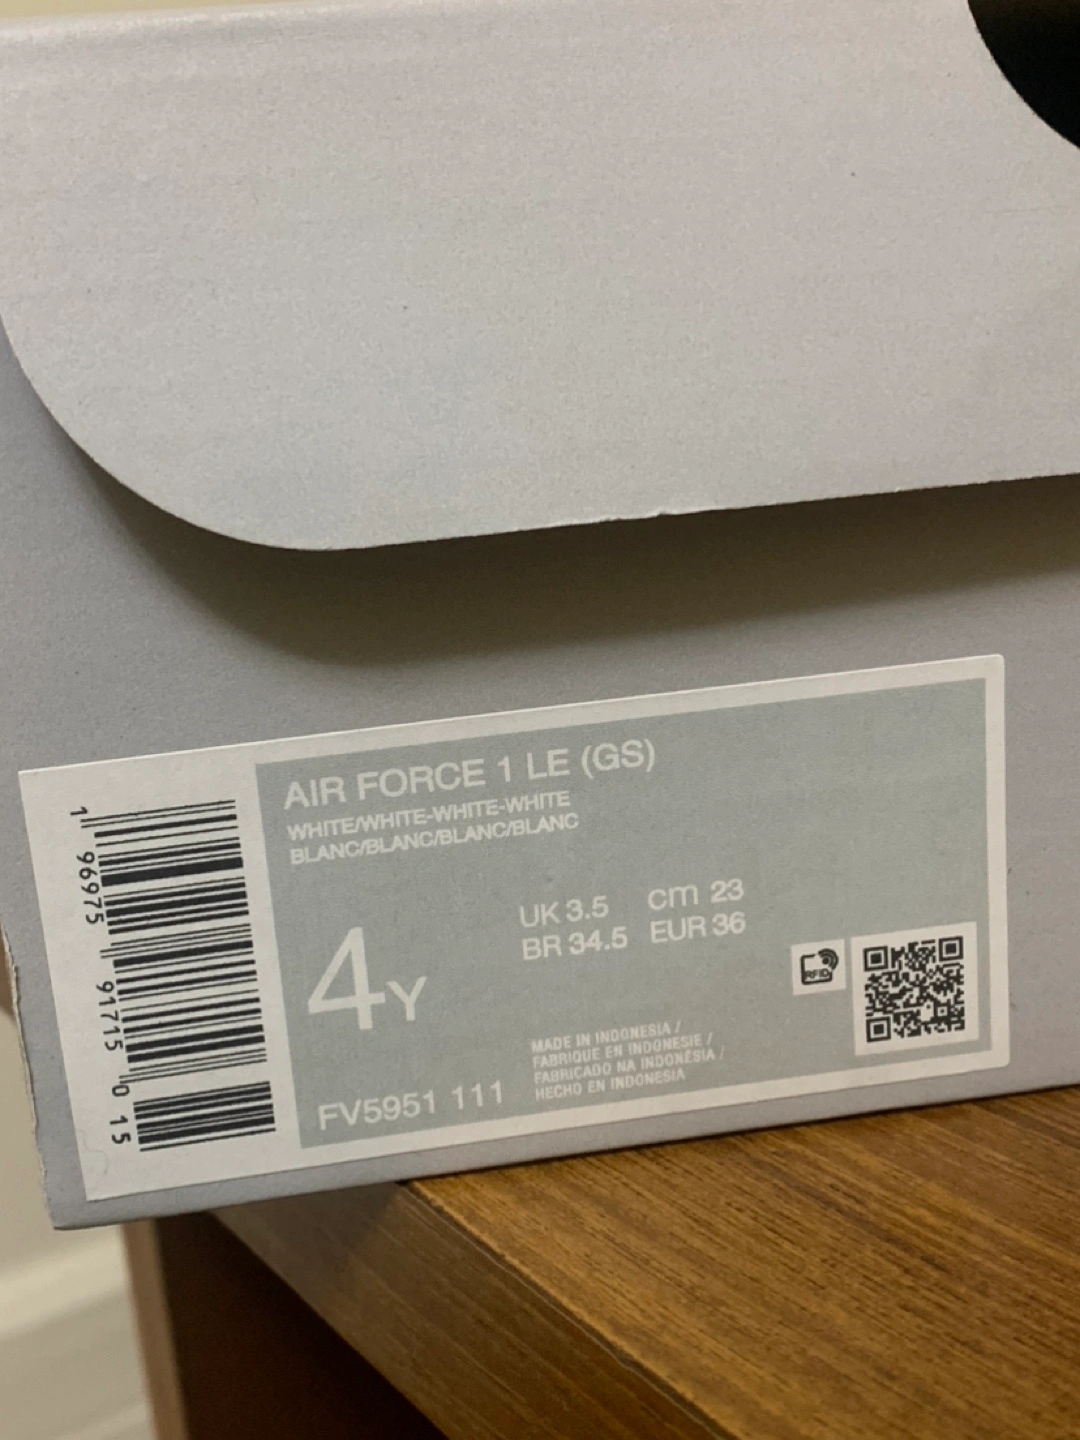 AIR FORCE 1 LE (GS)
WHITE/WHITE-WHITE-WHITE
BLANC/BLANC/BLANC/BLANC
4Y
UK 3.5 cm 23
BR 34.5 EUR 36
RFID
MADE IN INDONESIA /
FABRIQUE EN INDONESIE /
FABRICADO NA INDONÉSIA /
HECHO EN INDONESIA
FV5951 111
1 96975 91715 0 15